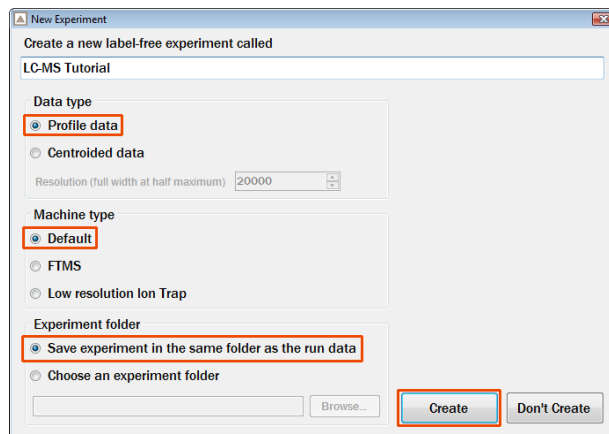 New Experiment
Create a new label-free experiment called
LC-MS Tutorial
Data type
Profile data
Centroided data
Resolution (full width at half maximum) 20000
Machine type
Default
FTMS
Low resolution Ion Trap
Experiment folder
Save experiment in the same folder as the run data
Choose an experiment folder
Browse... Create Don't Create